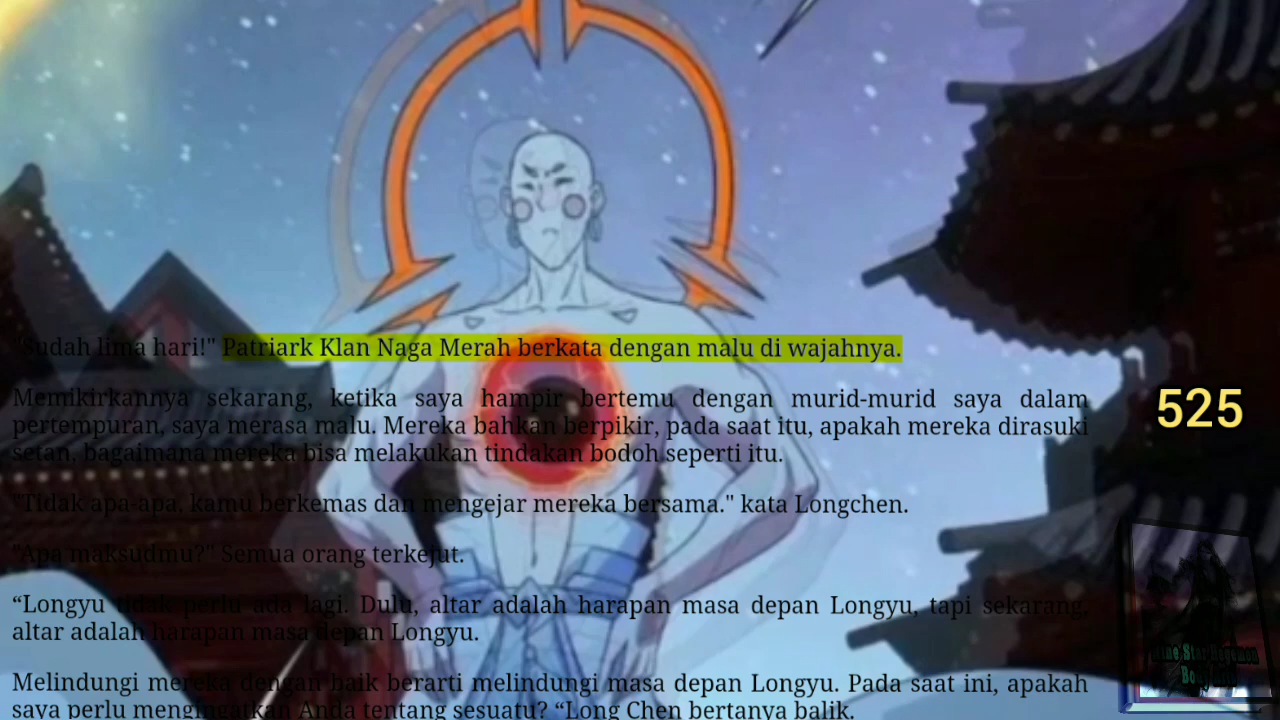 "Sudah lima hari!" Patriark Klan Naga Merah berkata dengan malu di wajahnya.
Memikirkannya sekarang, ketika saya hampir bertemu dengan murid-murid saya dalam
pertempuran, saya merasa malu. Mereka bahkan berpikir, pada saat itu, apakah mereka dirasuki
setan, bagaimana mereka bisa melakukan tindakan bodoh seperti itu.
525
"Tidak apa-apa, kamu berkemas dan mengejar mereka bersama." kata Longchen.
"Apa maksudmu?" Semua orang terkejut.
“Longyu tidak perlu ada lagi. Dulu, altar adalah harapan masa depan Longyu, tapi sekarang,
altar adalah harapan masa depan Longyu.
Melindungi mereka dengan baik berarti melindungi masa depan Longyu. Pada saat ini, apakah
saya perlu mengingatkan Anda tentang sesuatu? “Long Chen bertanya balik.
Star